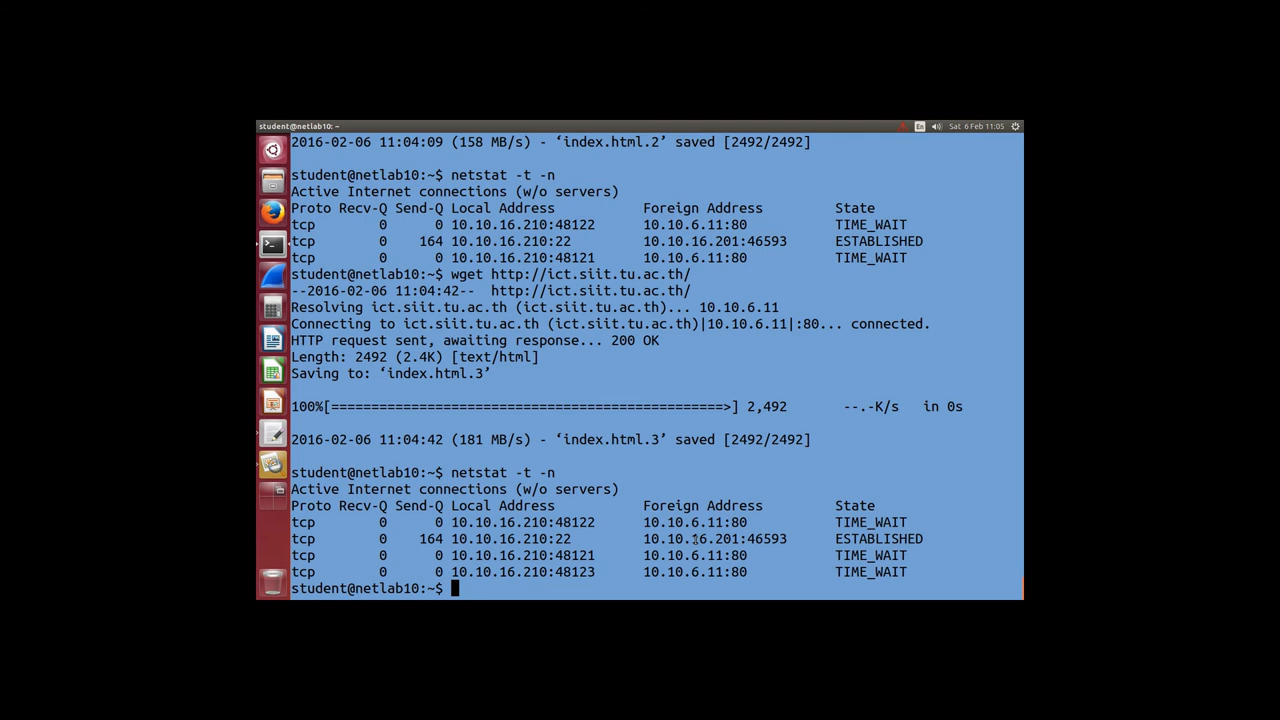 student@netlab10: ~
En
Sat 6 Feb 11:05
2016-02-06 11:04:09 (158 MB/s) - ‘index.html.2’ saved [2492/2492]
student@netlab10:~$ netstat -t -n
Active Internet connections (w/o servers)
Proto Recv-Q Send-Q Local Address           Foreign Address         State
tcp        0      0 10.10.16.210:48122      10.10.6.11:80           TIME_WAIT
tcp        0    164 10.10.16.210:22         10.10.16.201:46593      ESTABLISHED
tcp        0      0 10.10.16.210:48121      10.10.6.11:80           TIME_WAIT
student@netlab10:~$ wget http://ict.siit.tu.ac.th/
--2016-02-06 11:04:42--  http://ict.siit.tu.ac.th/
Resolving ict.siit.tu.ac.th (ict.siit.tu.ac.th)... 10.10.6.11
Connecting to ict.siit.tu.ac.th (ict.siit.tu.ac.th)|10.10.6.11|:80... connected.
HTTP request sent, awaiting response... 200 OK
Length: 2492 (2.4K) [text/html]
Saving to: ‘index.html.3’
100%[=================================================>] 2,492       --.-K/s   in 0s
2016-02-06 11:04:42 (181 MB/s) - ‘index.html.3’ saved [2492/2492]
student@netlab10:~$ netstat -t -n
Active Internet connections (w/o servers)
Proto Recv-Q Send-Q Local Address           Foreign Address         State
tcp        0      0 10.10.16.210:48122      10.10.6.11:80           TIME_WAIT
tcp        0    164 10.10.16.210:22         10.10.16.201:46593      ESTABLISHED
tcp        0      0 10.10.16.210:48121      10.10.6.11:80           TIME_WAIT
tcp        0      0 10.10.16.210:48123      10.10.6.11:80           TIME_WAIT
student@netlab10:~$